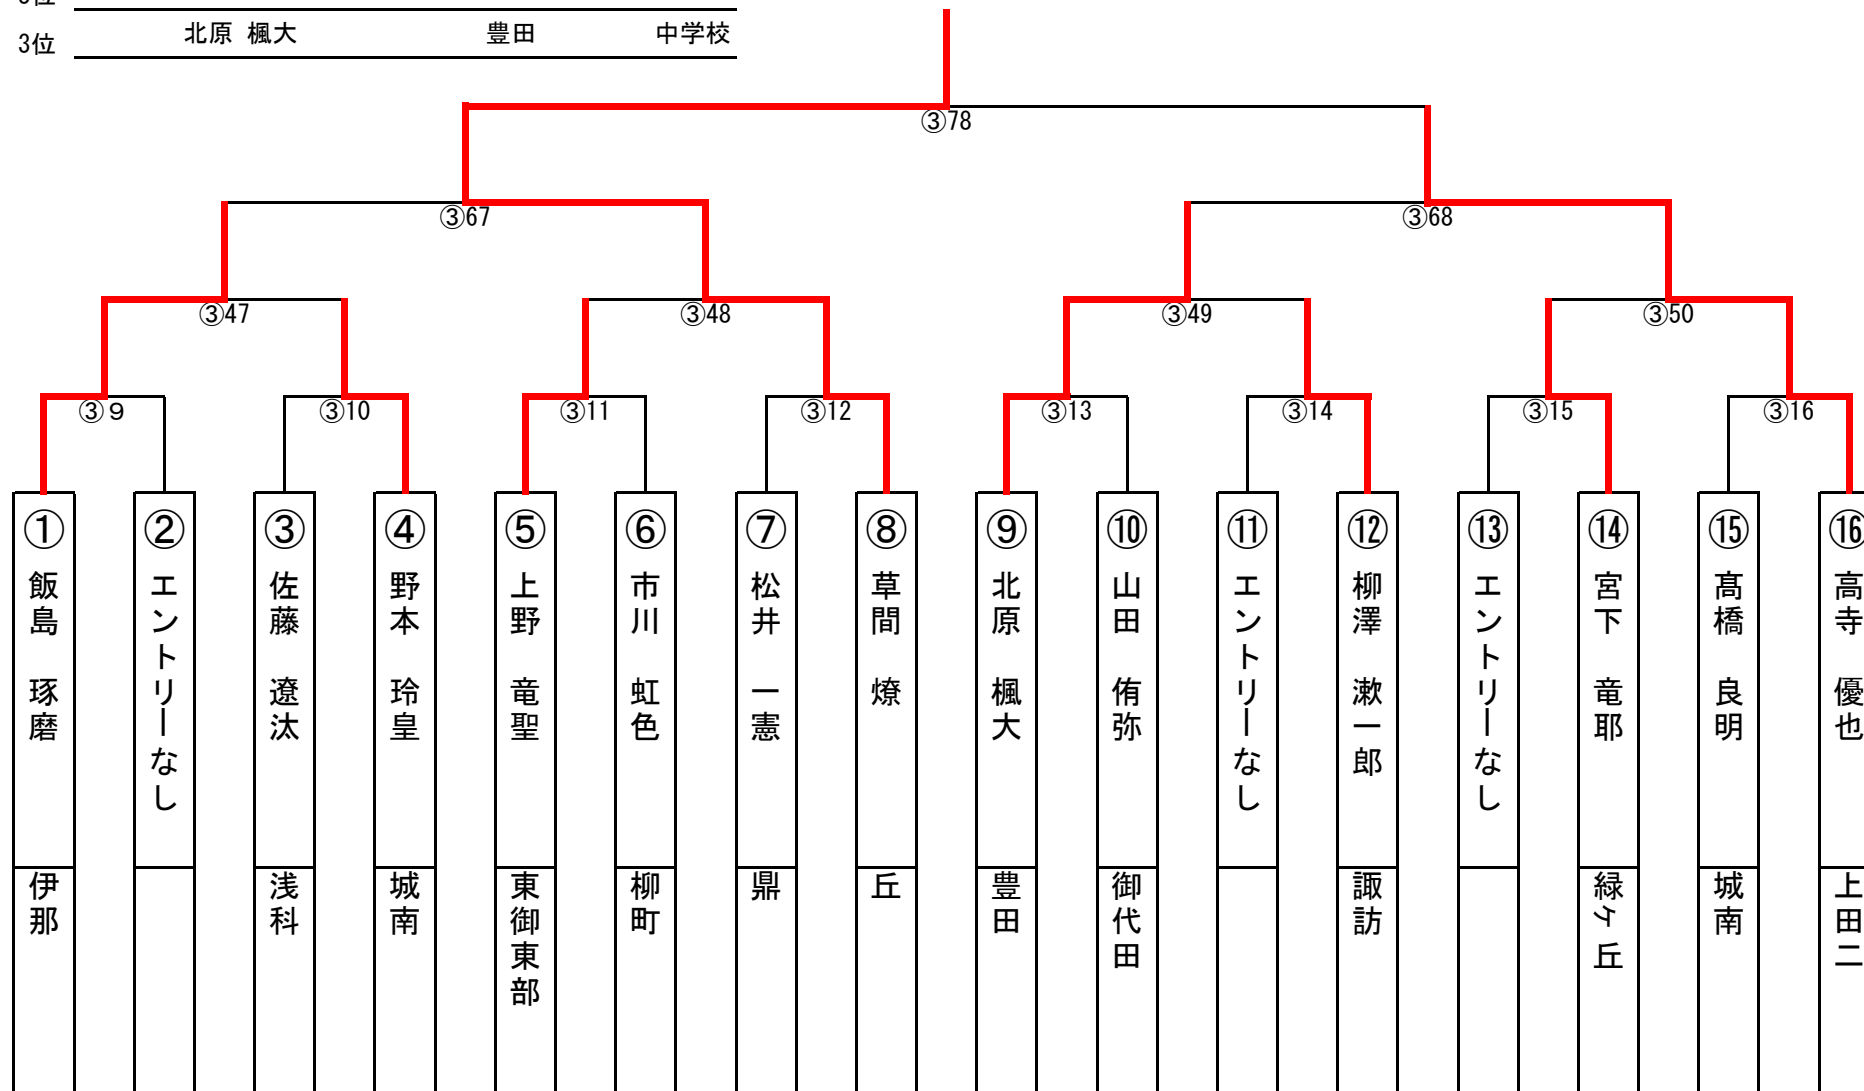 3位 北原 楓大 豊田 中学校
③78
③67 ③68
③47 ③48 ③49 ③50
③9 ③10 ③11 ③12 ③13 ③14 ③15 ③16
① 飯島 琢磨 伊那
② エントリーなし
③ 佐藤 遼汰 浅科
④ 野本 玲皇 城南
⑤ 上野 竜聖 東御東部
⑥ 市川 虹色 柳町
⑦ 松井 一憲 鼎
⑧ 草間 燎 丘
⑨ 北原 楓大 豊田
⑩ 山田 侑弥 御代田
⑪ エントリーなし
⑫ 柳澤 漱一郎 諏訪
⑬ エントリーなし
⑭ 宮下 竜耶 緑ヶ丘
⑮ 髙橋 良明 城南
⑯ 高寺 優也 上田二